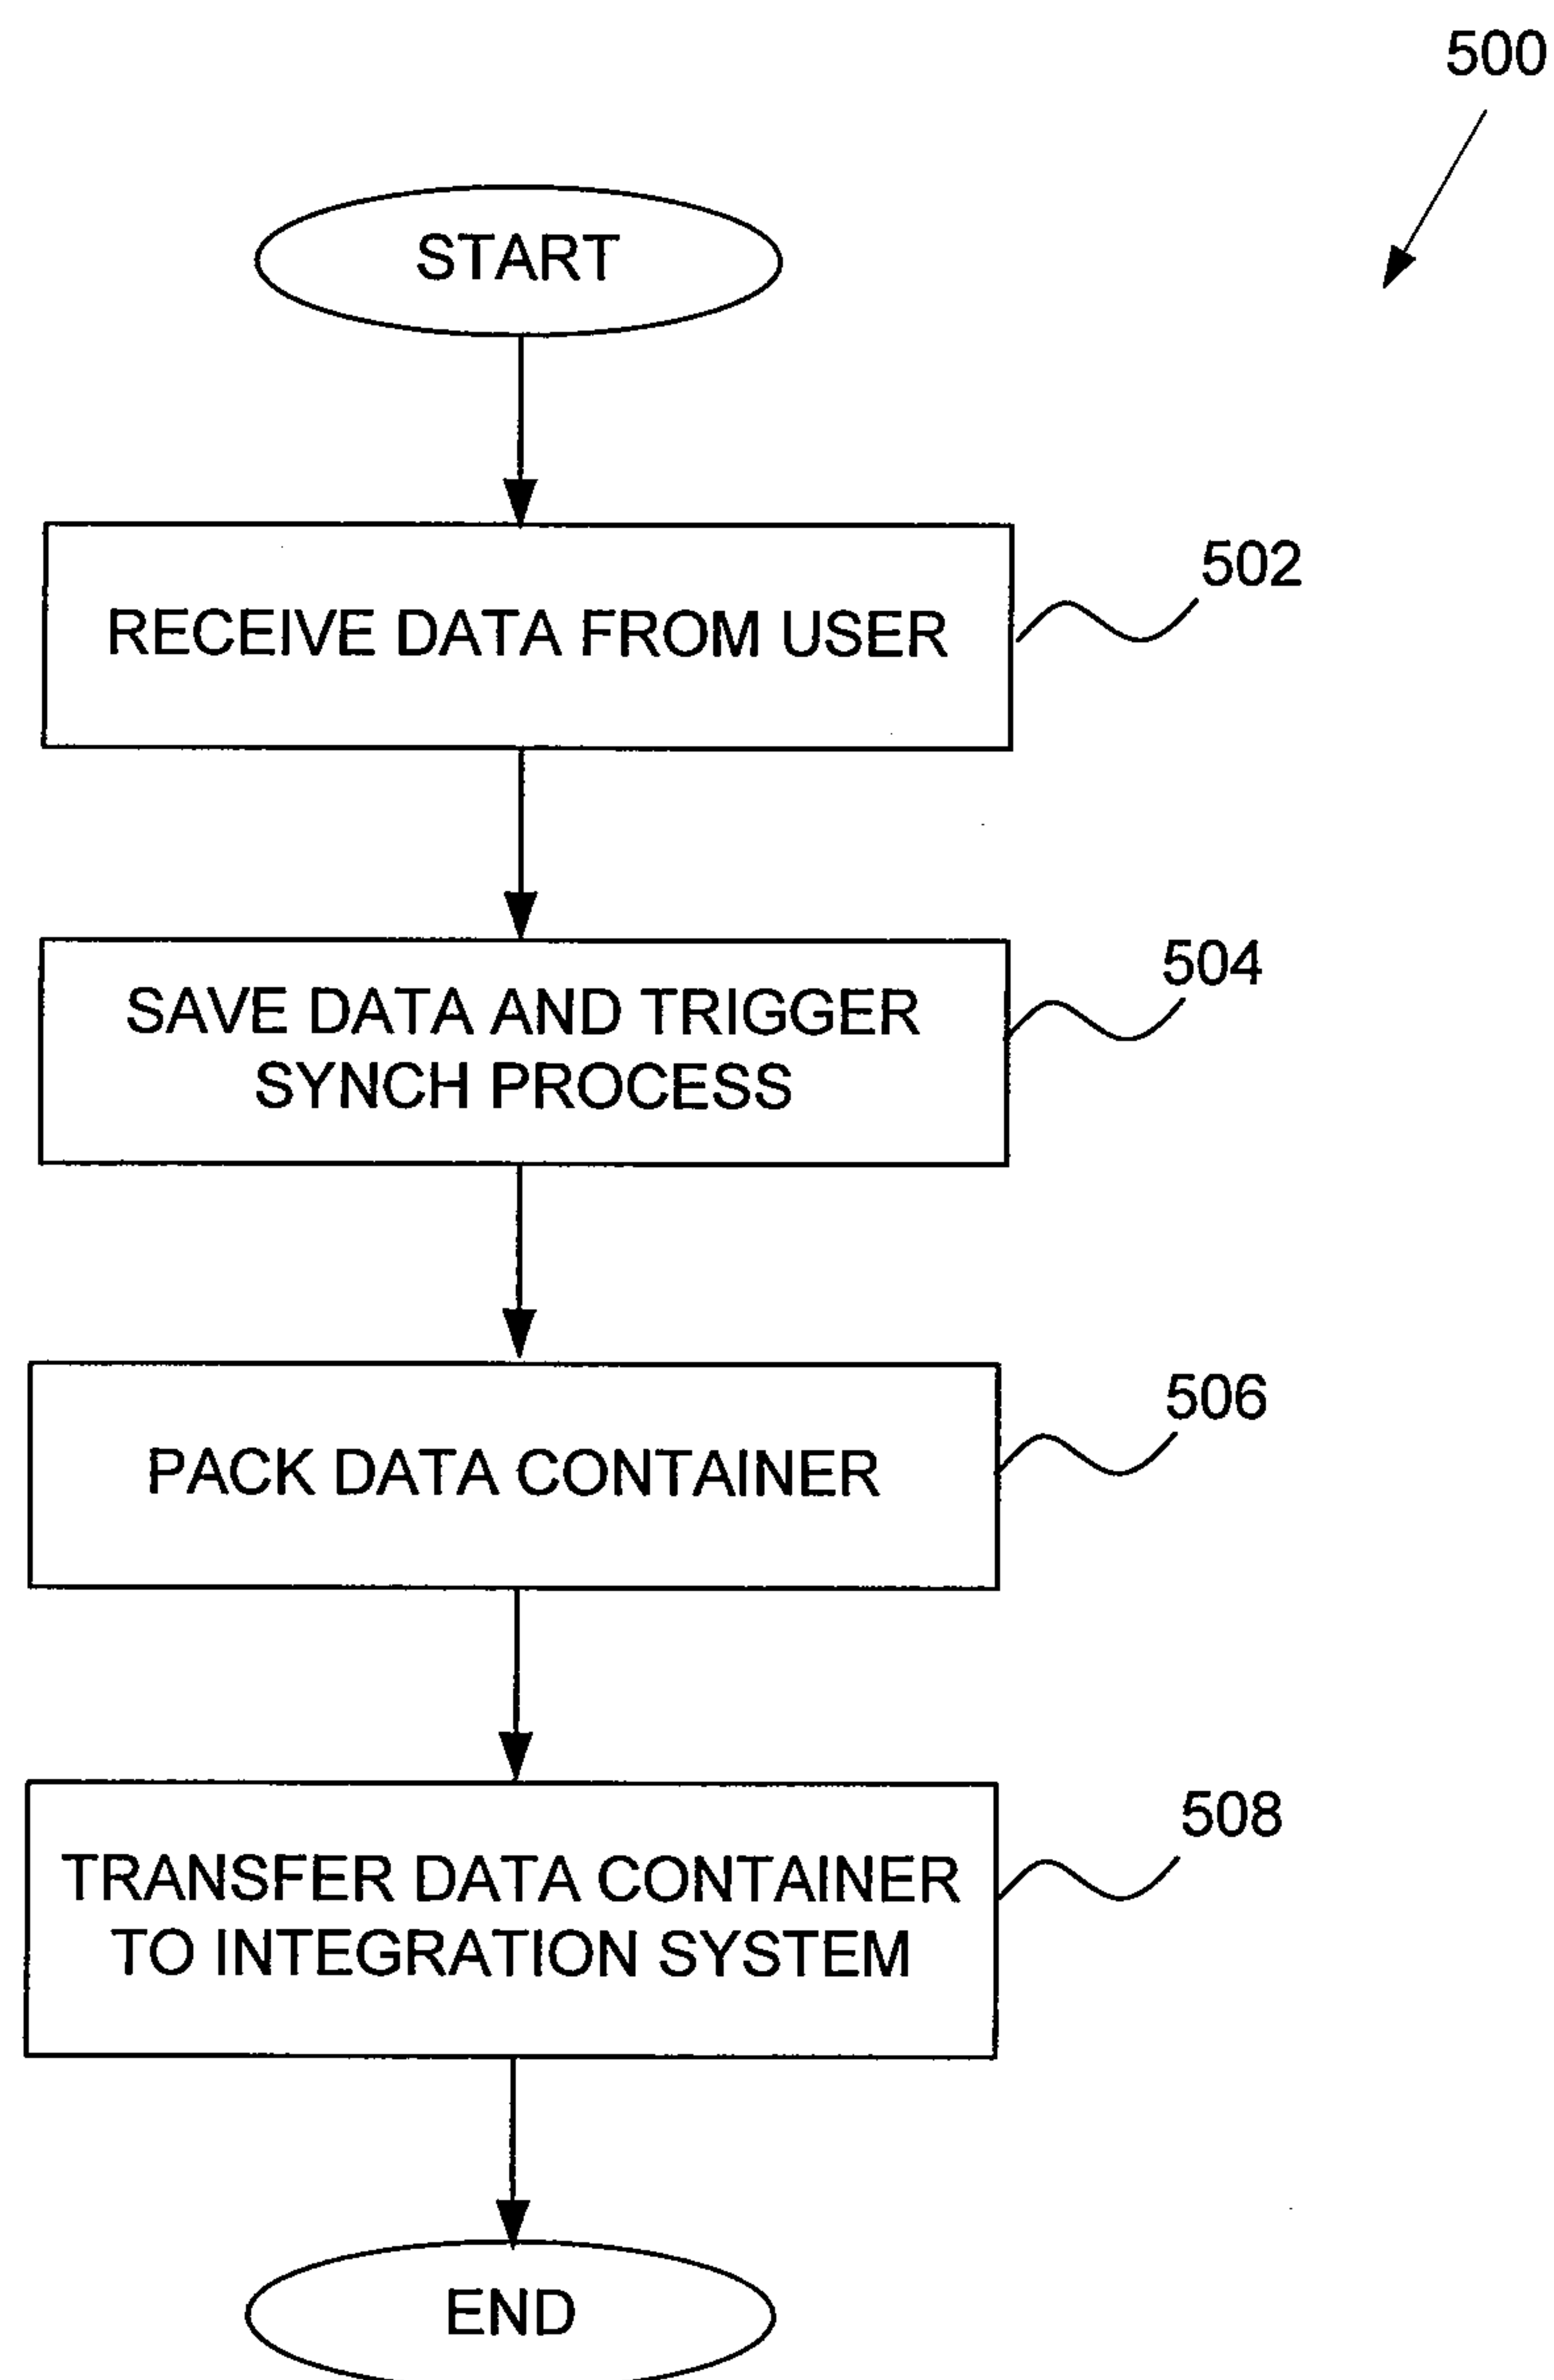 500
START
RECEIVE DATA FROM USER
502
SAVE DATA AND TRIGGER
SYNCH PROCESS
504
PACK DATA CONTAINER
506
TRANSFER DATA CONTAINER
TO INTEGRATION SYSTEM
508
END